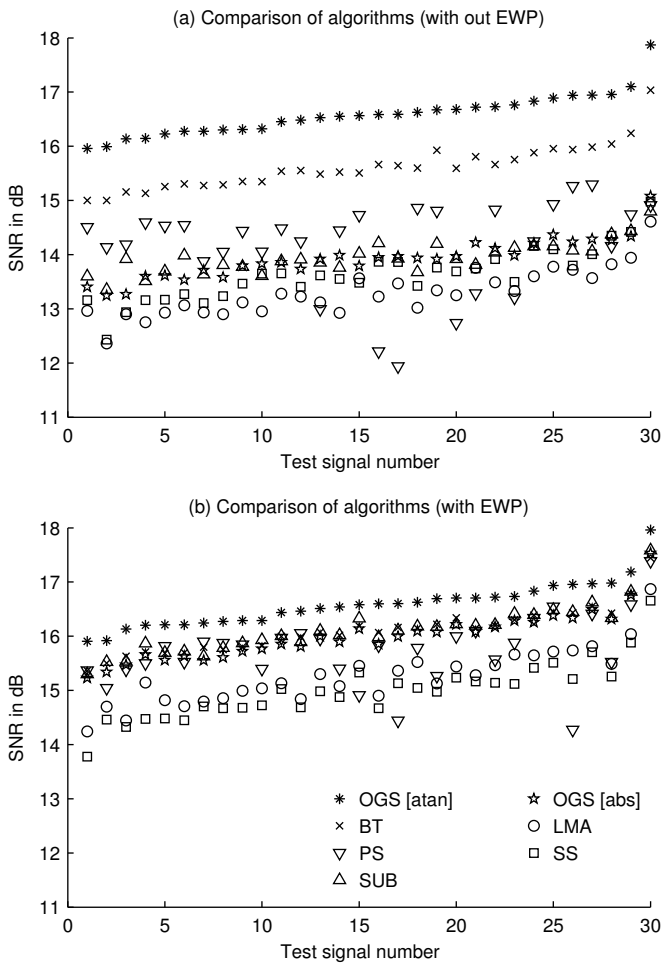 (a) Comparison of algorithms (with out EWP)
18
17
16
15
14
13
12
11
SNR in dB
0 5 10 15 20 25 30
Test signal number
(b) Comparison of algorithms (with EWP)
18
17
16
15
14
13
12
11
SNR in dB
OGS [atan] OGS [abs]
BT LMA
PS SS
SUB
0 5 10 15 20 25 30
Test signal number